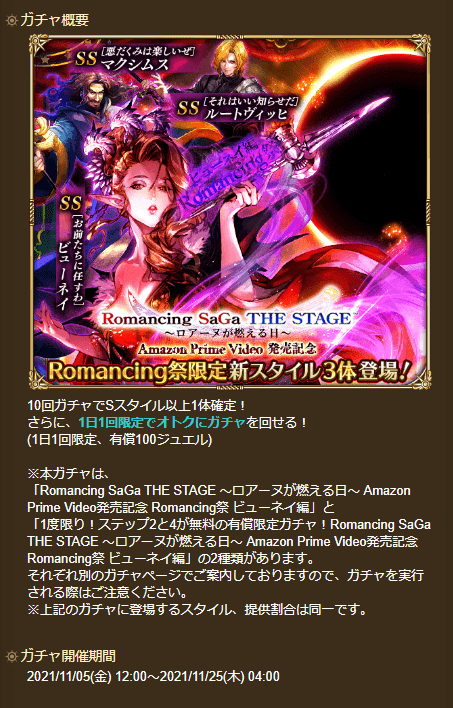 ガチャ概要
SS [悪だくみは楽しいぜ]
マクシムス
SS [それはいい知らせだ]
ルートヴィッヒ
SS [お前たちに任すわ]
ビューネイ
ビューネイ編
Romancing祭
Romancing SaGa THE STAGE
～ロアーヌが燃える日～
Amazon Prime Video 発売記念
Romancing祭限定新スタイル3体登場!
10回ガチャでSスタイル以上1体確定！
さらに、1日1回限定でオトクにガチャを回せる！
(1日1回限定、有償100ジュエル)
※本ガチャは、
「Romancing SaGa THE STAGE ～ロアーヌが燃える日～ Amazon
Prime Video発売記念 Romancing祭 ビューネイ編」と
「1度限り！ステップ2と4が無料の有償限定ガチャ！Romancing SaGa
THE STAGE ～ロアーヌが燃える日～ Amazon Prime Video発売記念
Romancing祭 ビューネイ編」の2種類があります。
それぞれ別のガチャページでご案内しておりますので、ガチャを実行
される際はご注意ください。
※上記のガチャに登場するスタイル、提供割合は同一です。
ガチャ開催期間
2021/11/05(金) 12:00～2021/11/25(木) 04:00